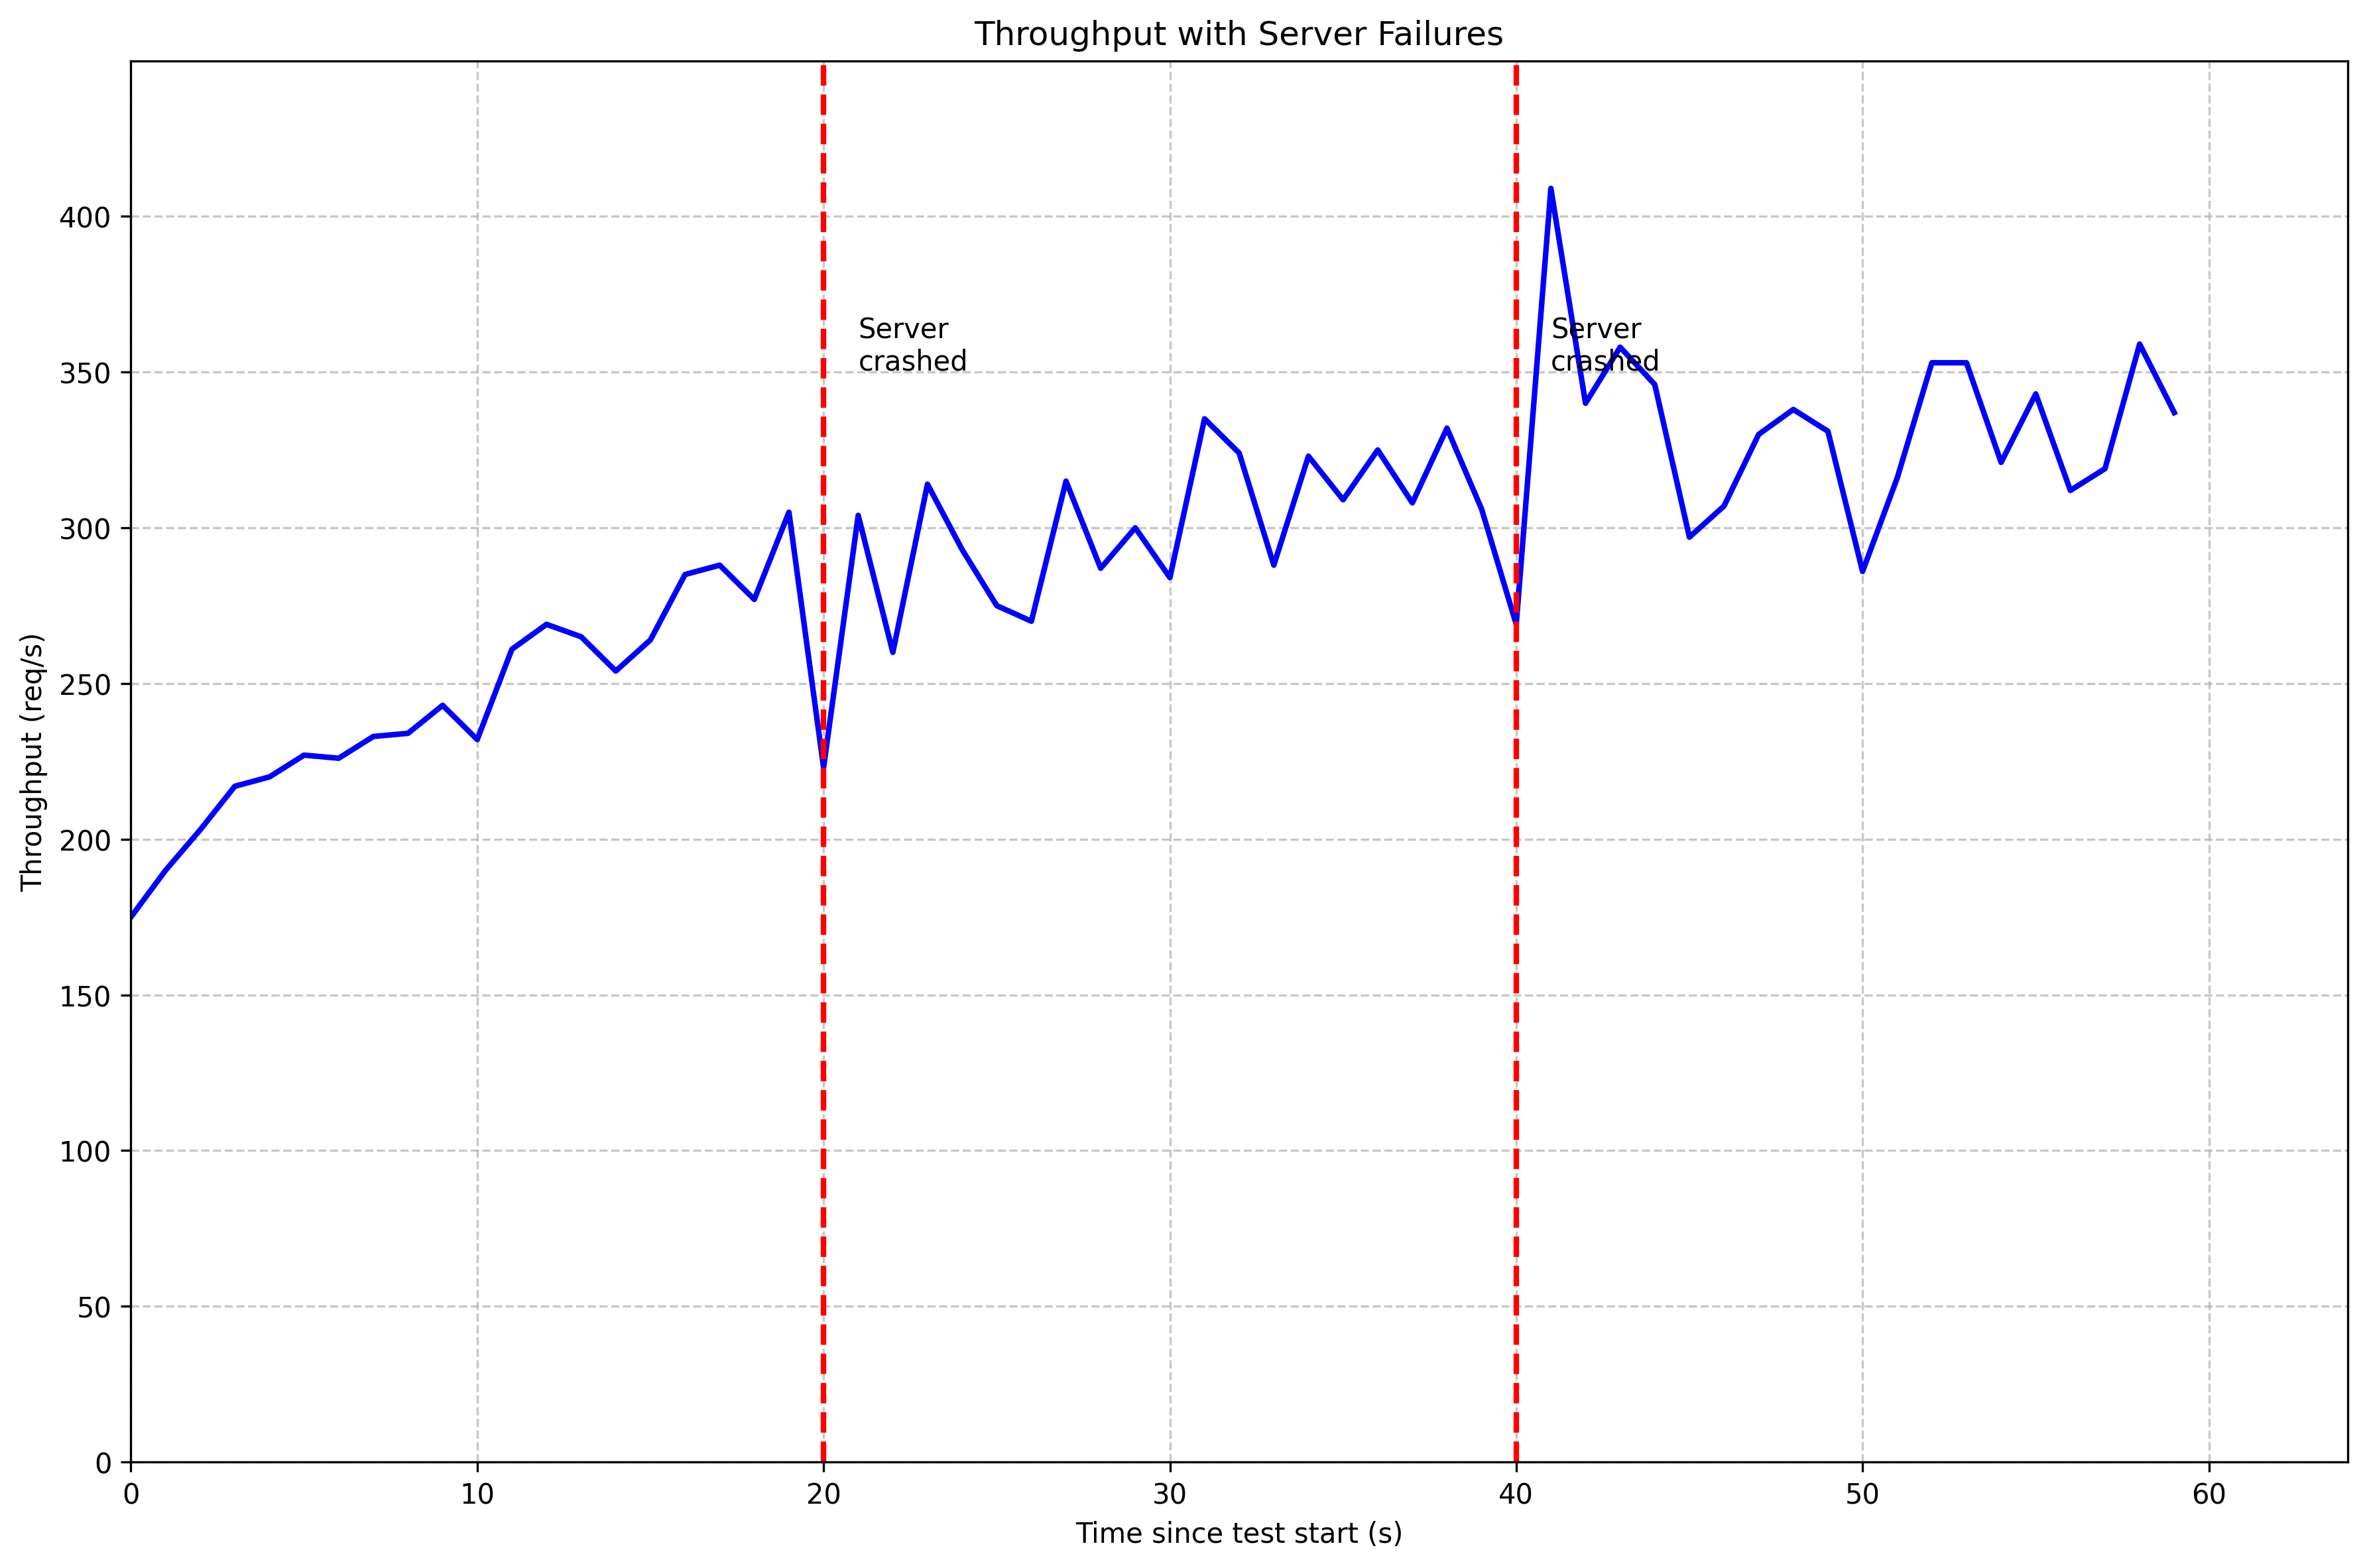 Throughput with Server Failures
Throughput (req/s)
400
350
300
250
200
150
100
50
0
Server
crashed
Server
crashed
0 10 20 30 40 50 60
Time since test start (s)